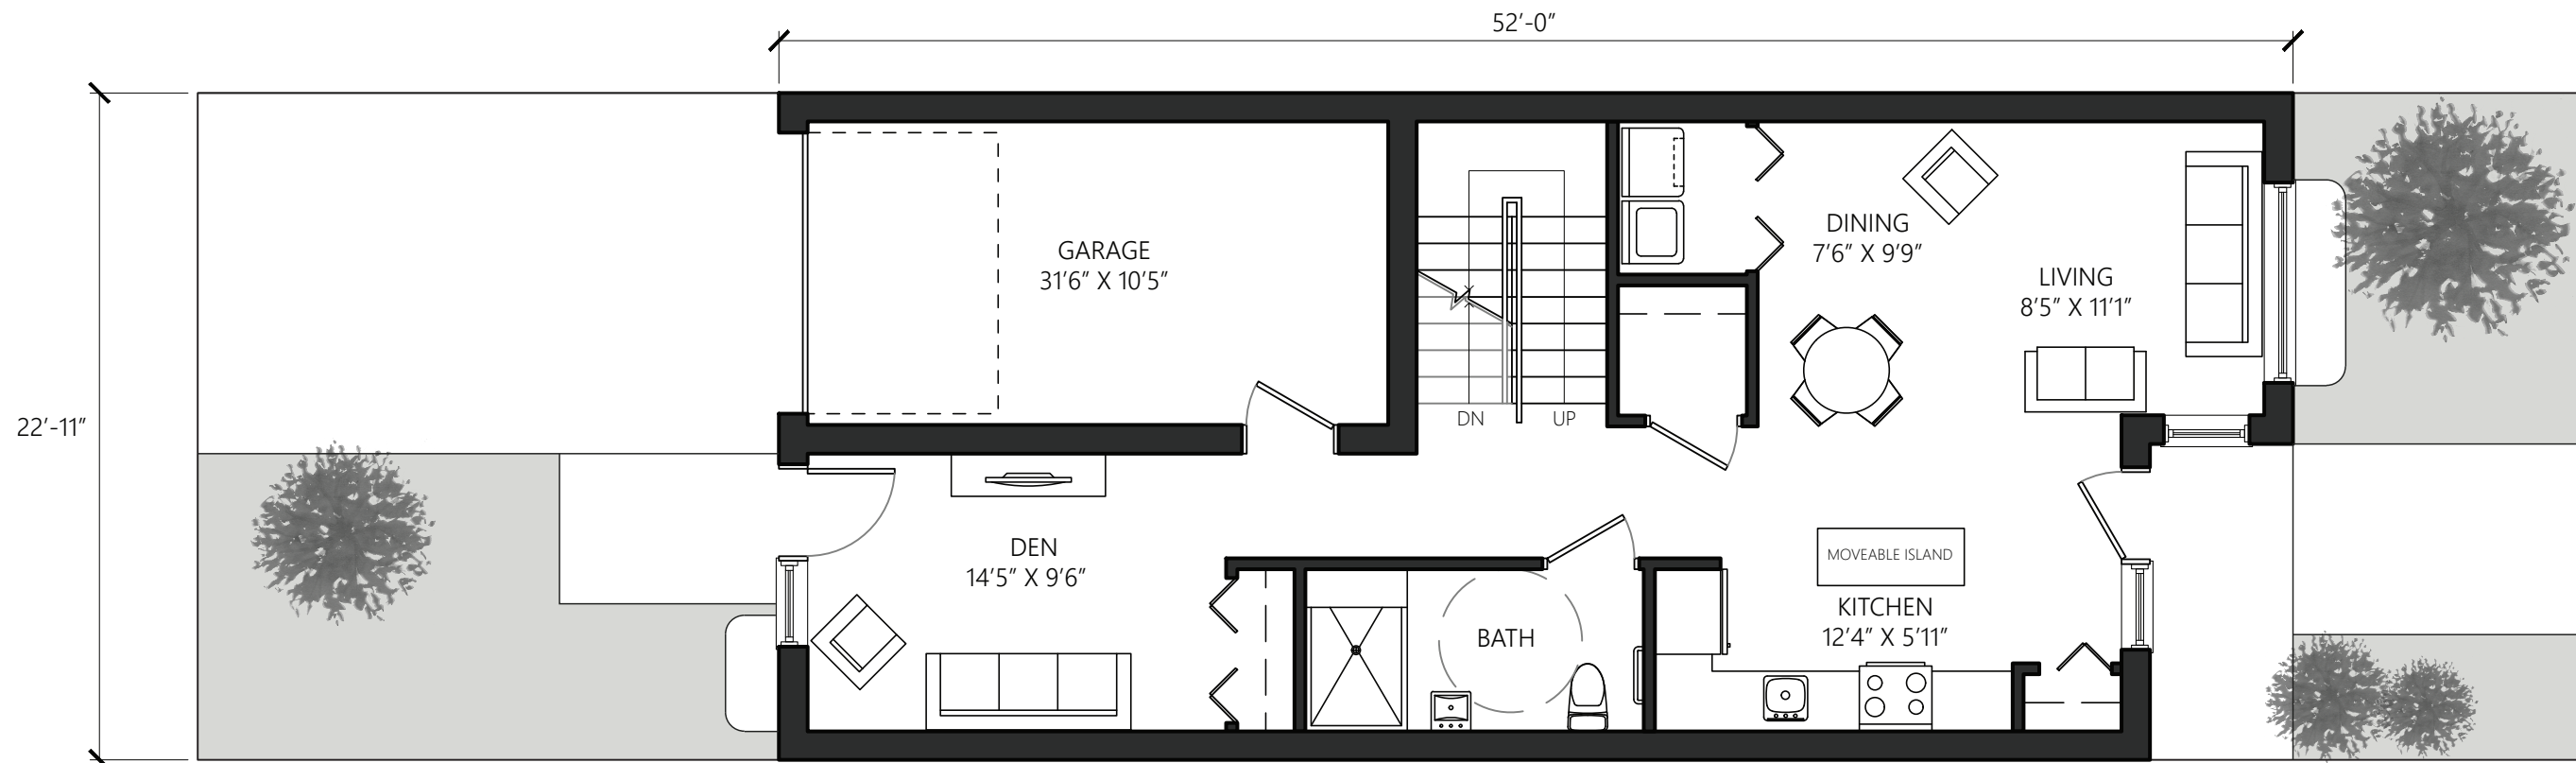 52'-0"
22'-11"
GARAGE
31'6" X 10'5"
DINING
7'6" X 9'9"
LIVING
8'5" X 11'1"
DN
UP
DEN
14'5" X 9'6"
BATH
MOVEABLE ISLAND
KITCHEN
12'4" X 5'11"